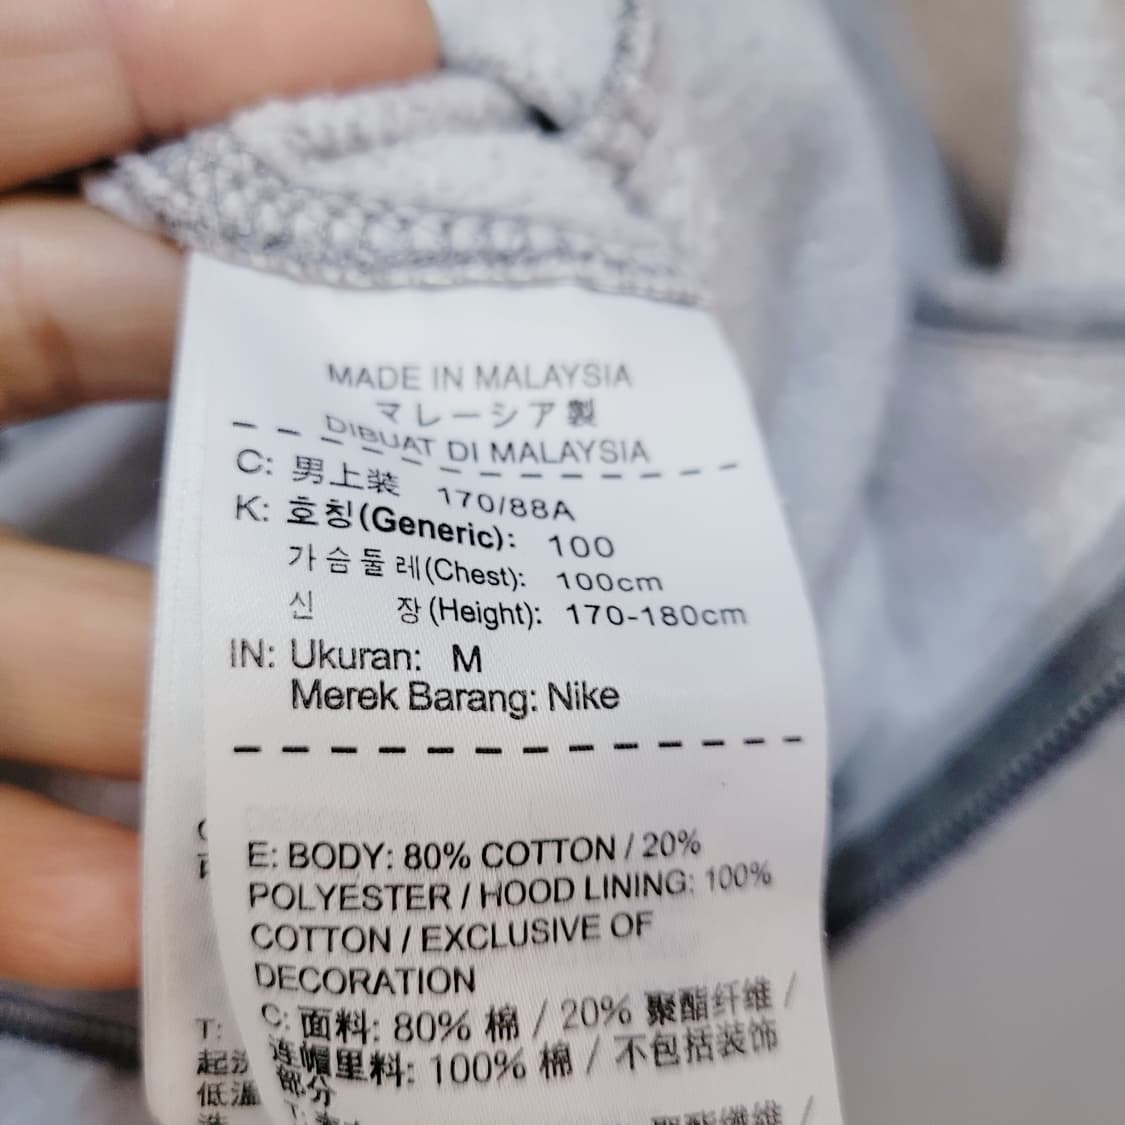 MADE IN MALAYSIA
マレーシア製
DIBUAT DI MALAYSIA
C: 男上装 170/88A
K: 호칭(Generic): 100
가슴둘레(Chest): 100cm
신 장(Height): 170-180cm
IN: Ukuran: M
Merek Barang: Nike
E: BODY: 80% COTTON / 20%
POLYESTER / HOOD LINING: 100%
COTTON / EXCLUSIVE OF
DECORATION
C: 面料: 80% 棉 / 20% 聚酯纤维 /
连帽里料: 100% 棉 / 不包括装饰
部分
T:
低溫